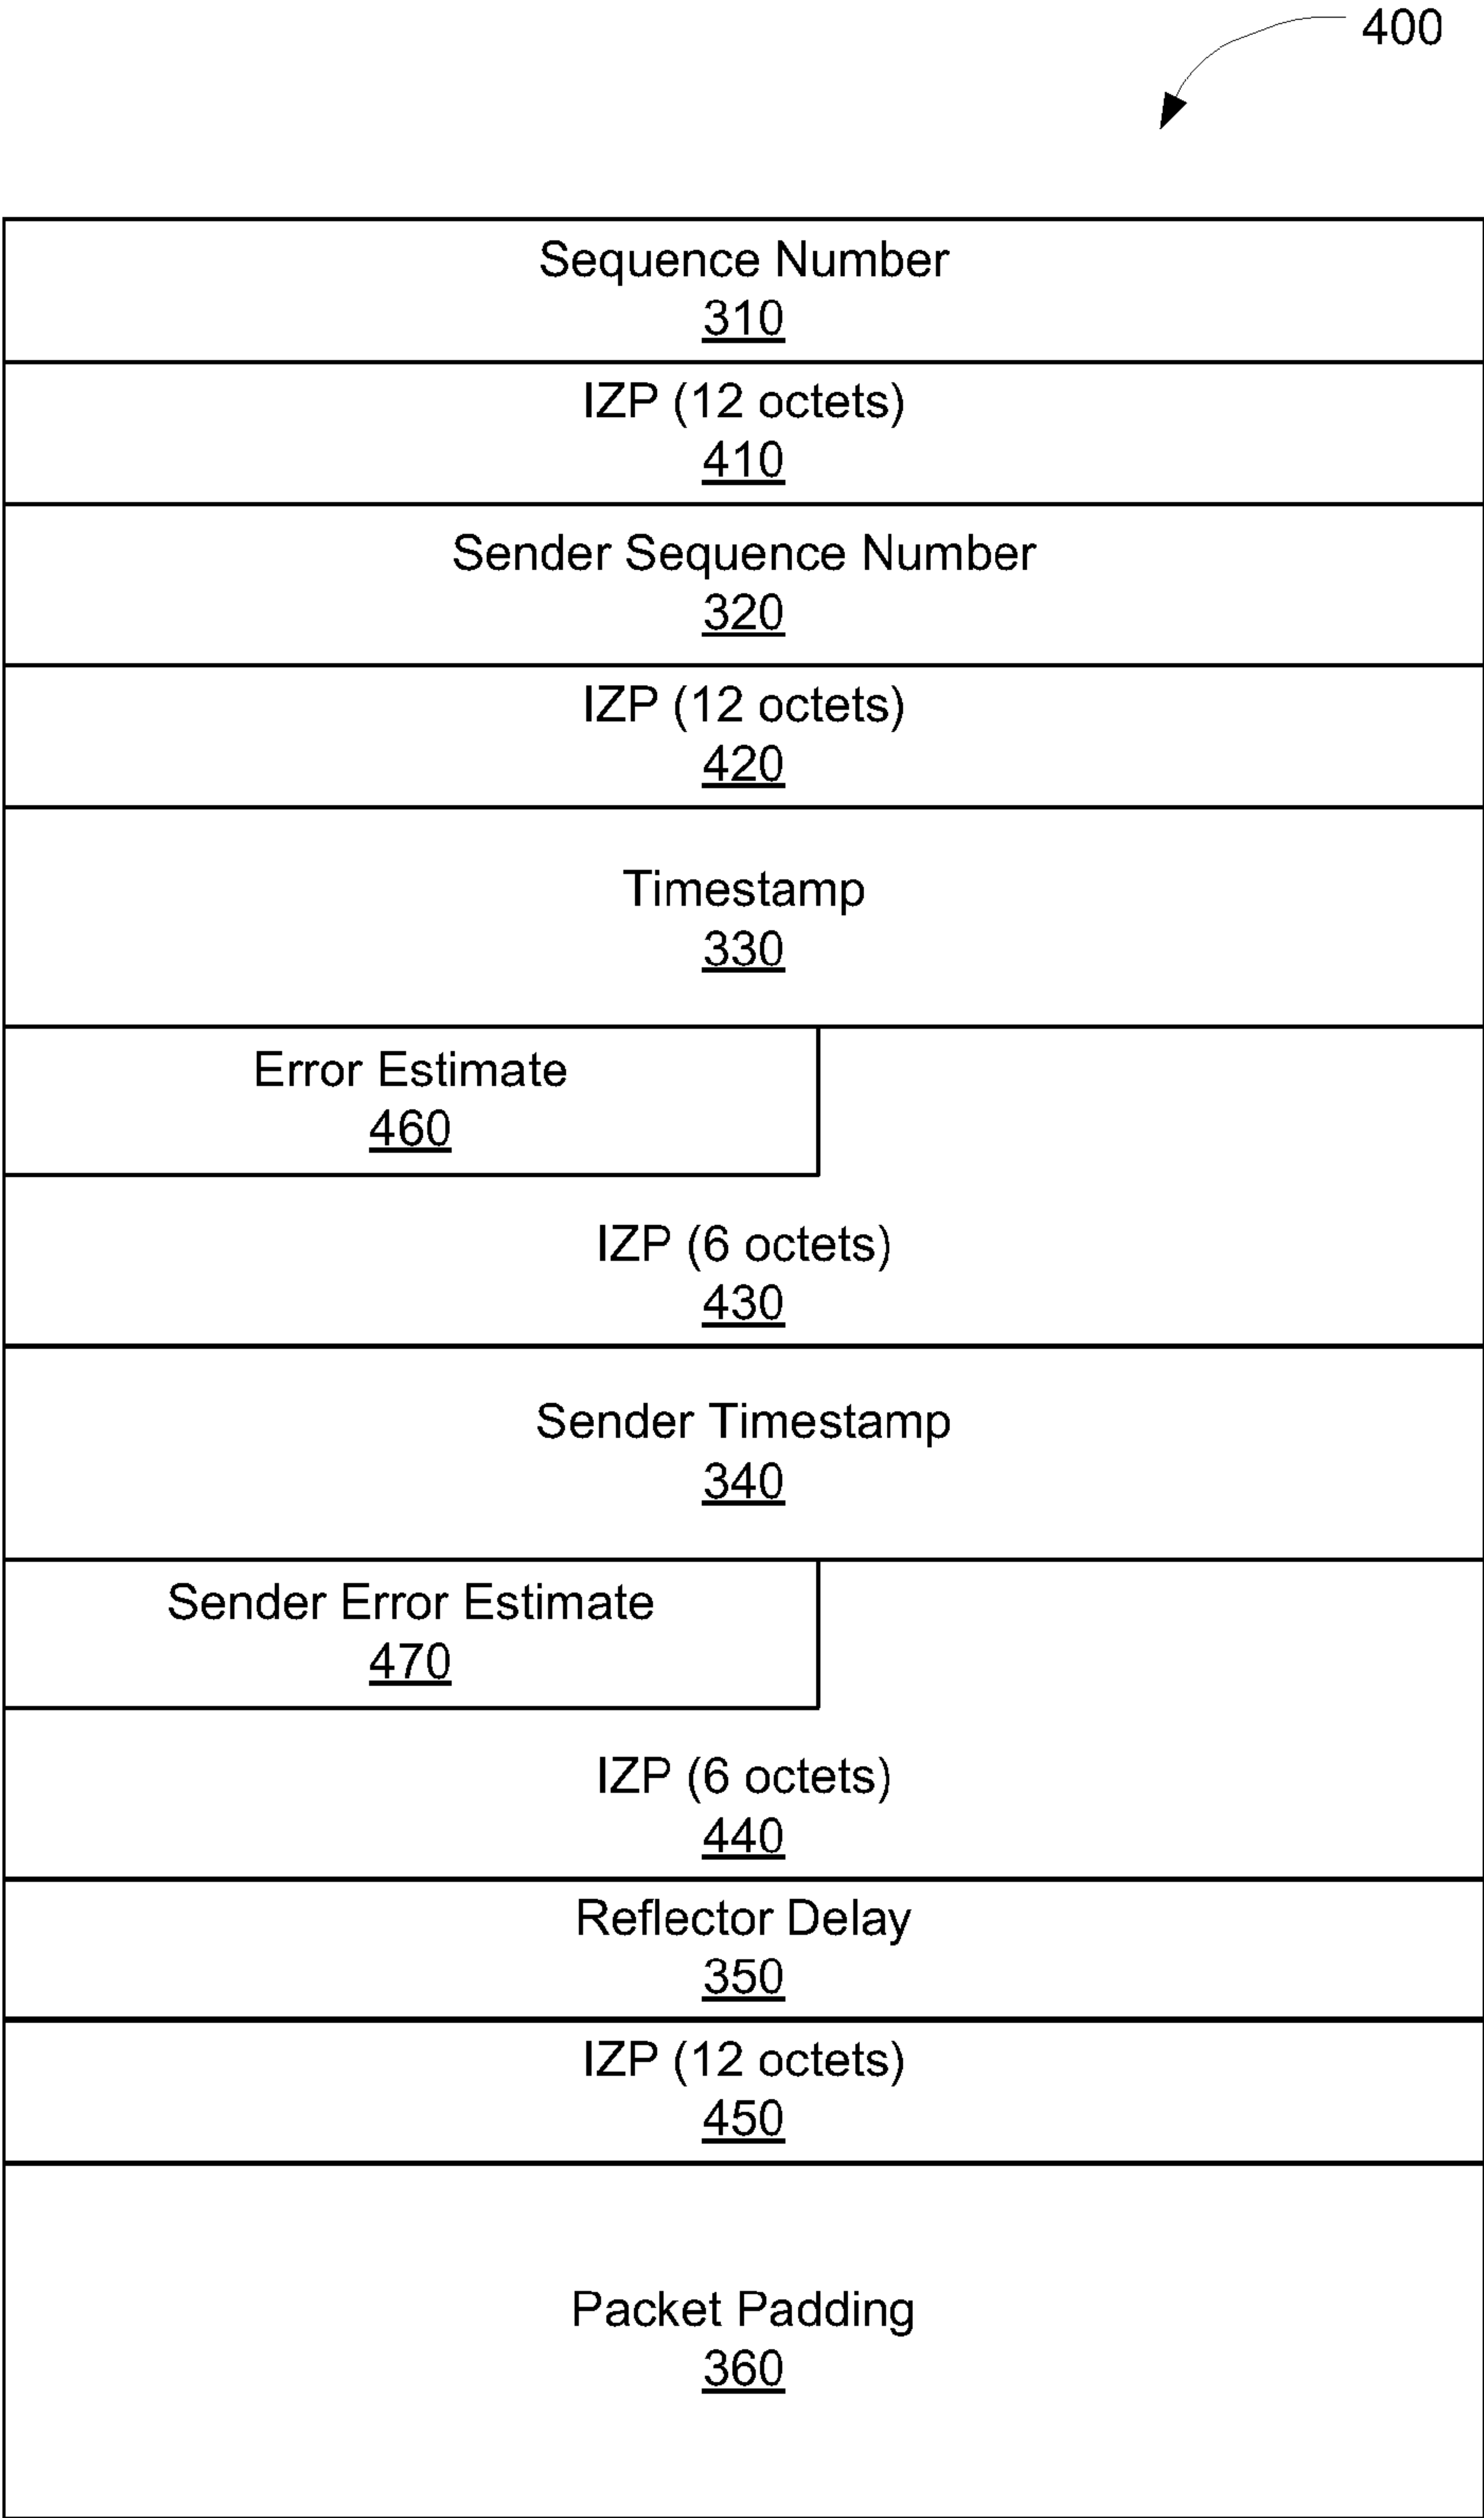 400
Sequence Number
310
IZP (12 octets)
410
Sender Sequence Number
320
IZP (12 octets)
420
Timestamp
330
Error Estimate
460
IZP (6 octets)
430
Sender Timestamp
340
Sender Error Estimate
470
IZP (6 octets)
440
Reflector Delay
350
IZP (12 octets)
450
Packet Padding
360